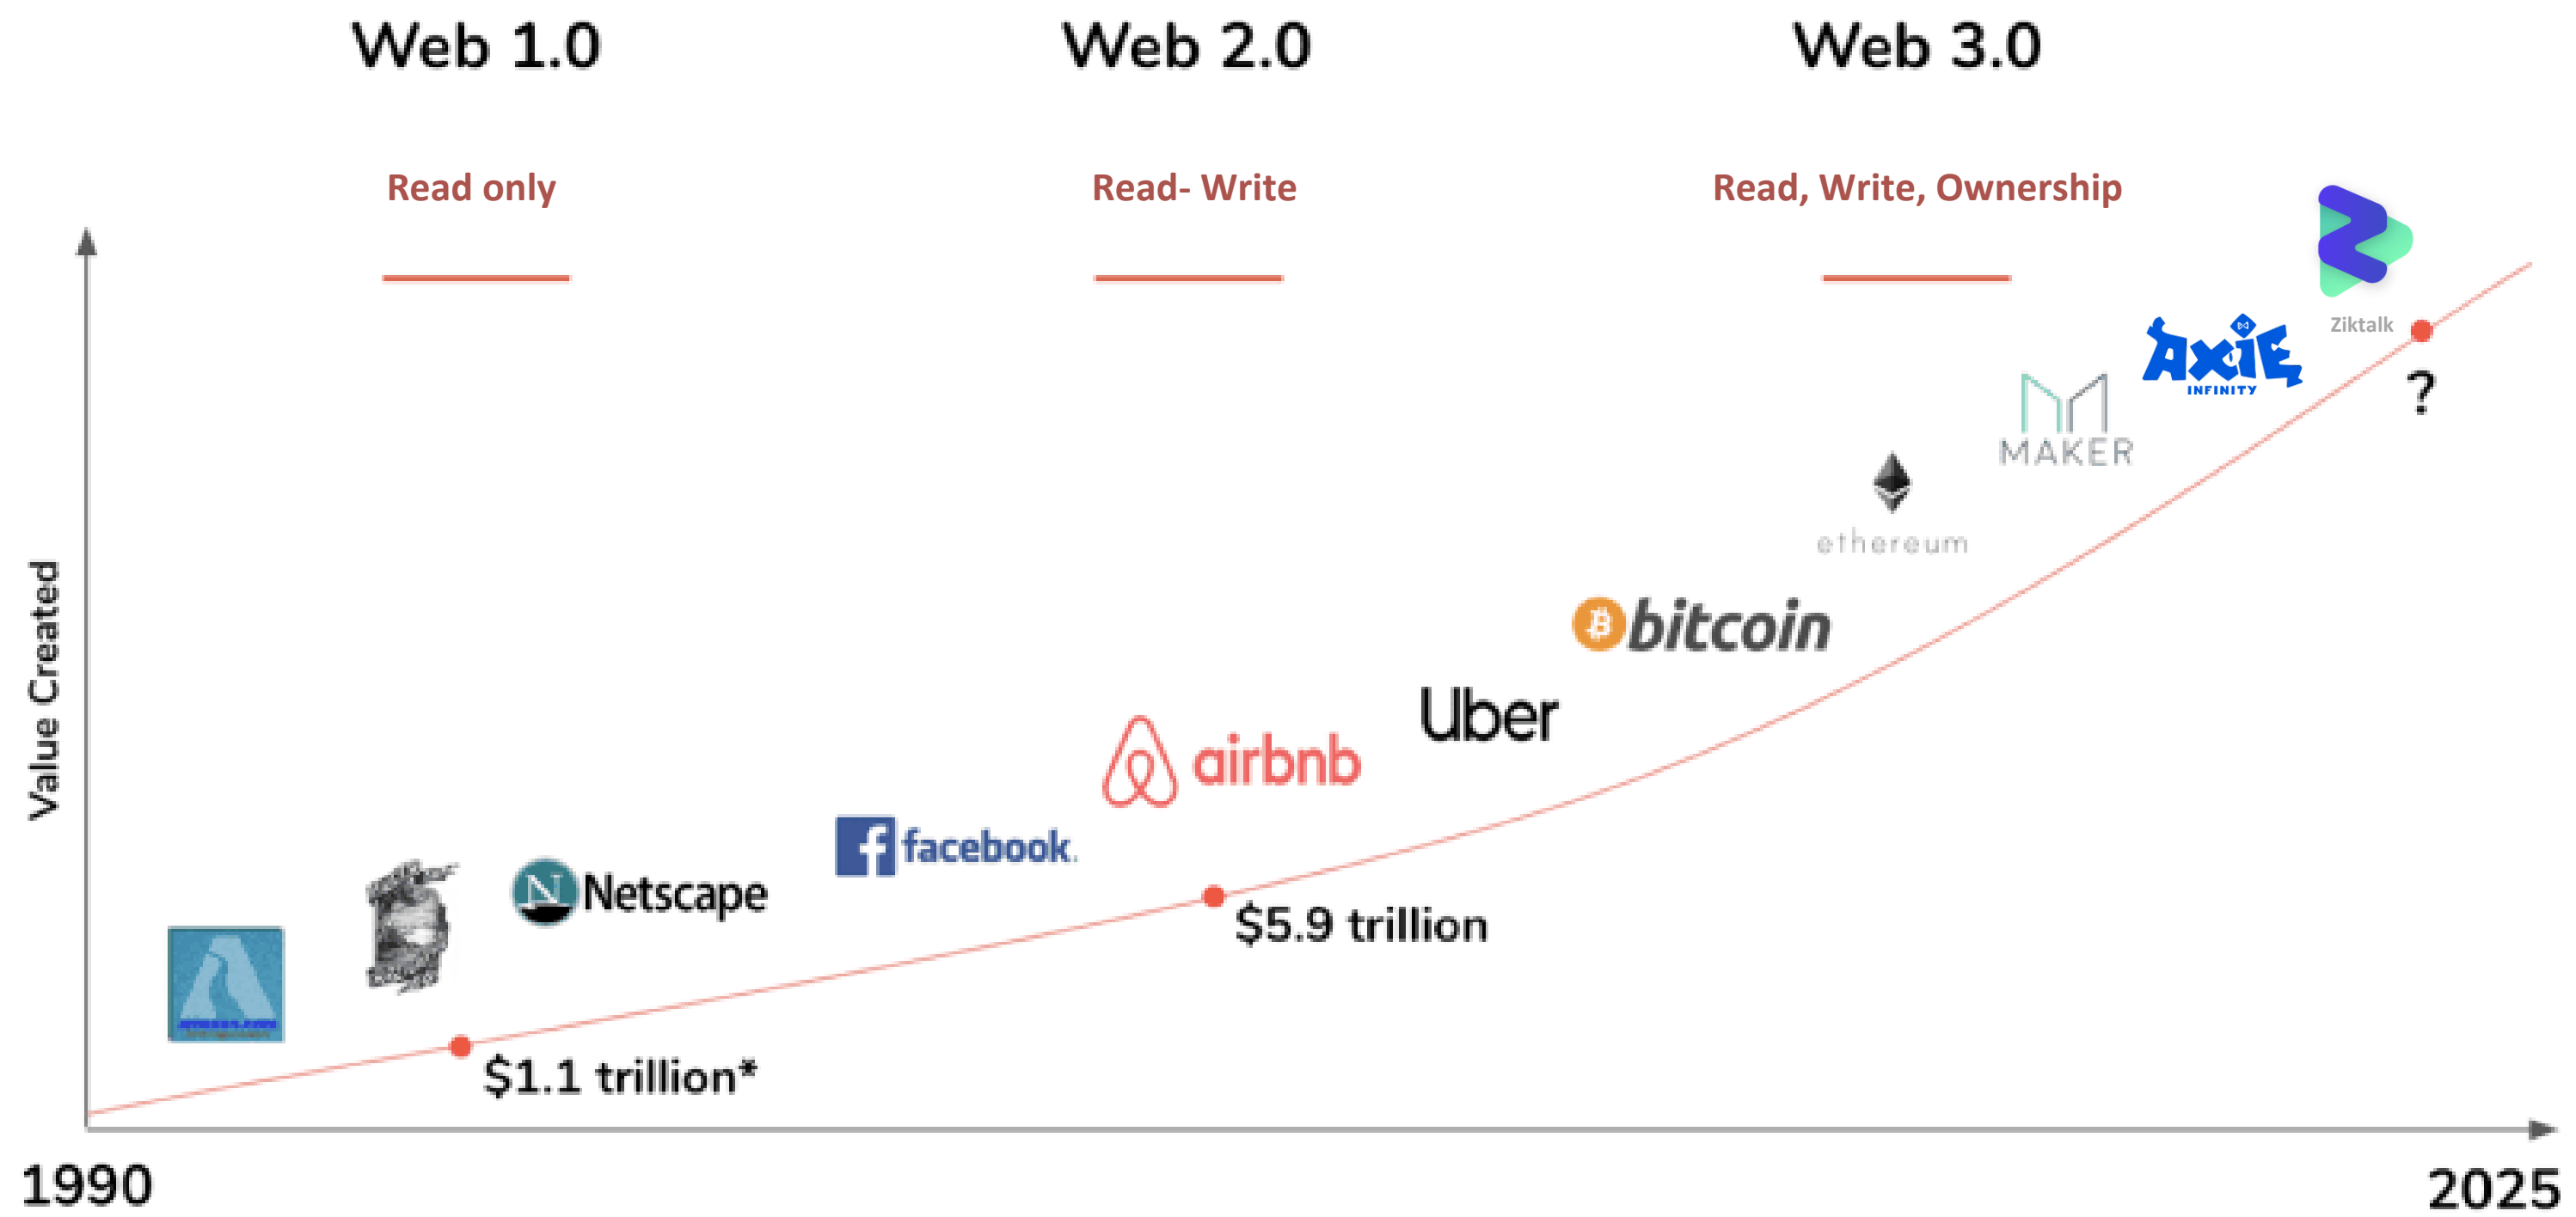 Web 1.0
Web 2.0
Web 3.0
Read only
Read- Write
Read, Write, Ownership
Ziktalk
AXIE
INFINITY
?
MAKER
ethereum
bitcoin
Uber
airbnb
facebook.
Netscape
$5.9 trillion
$1.1 trillion*
Value Created
1990
2025